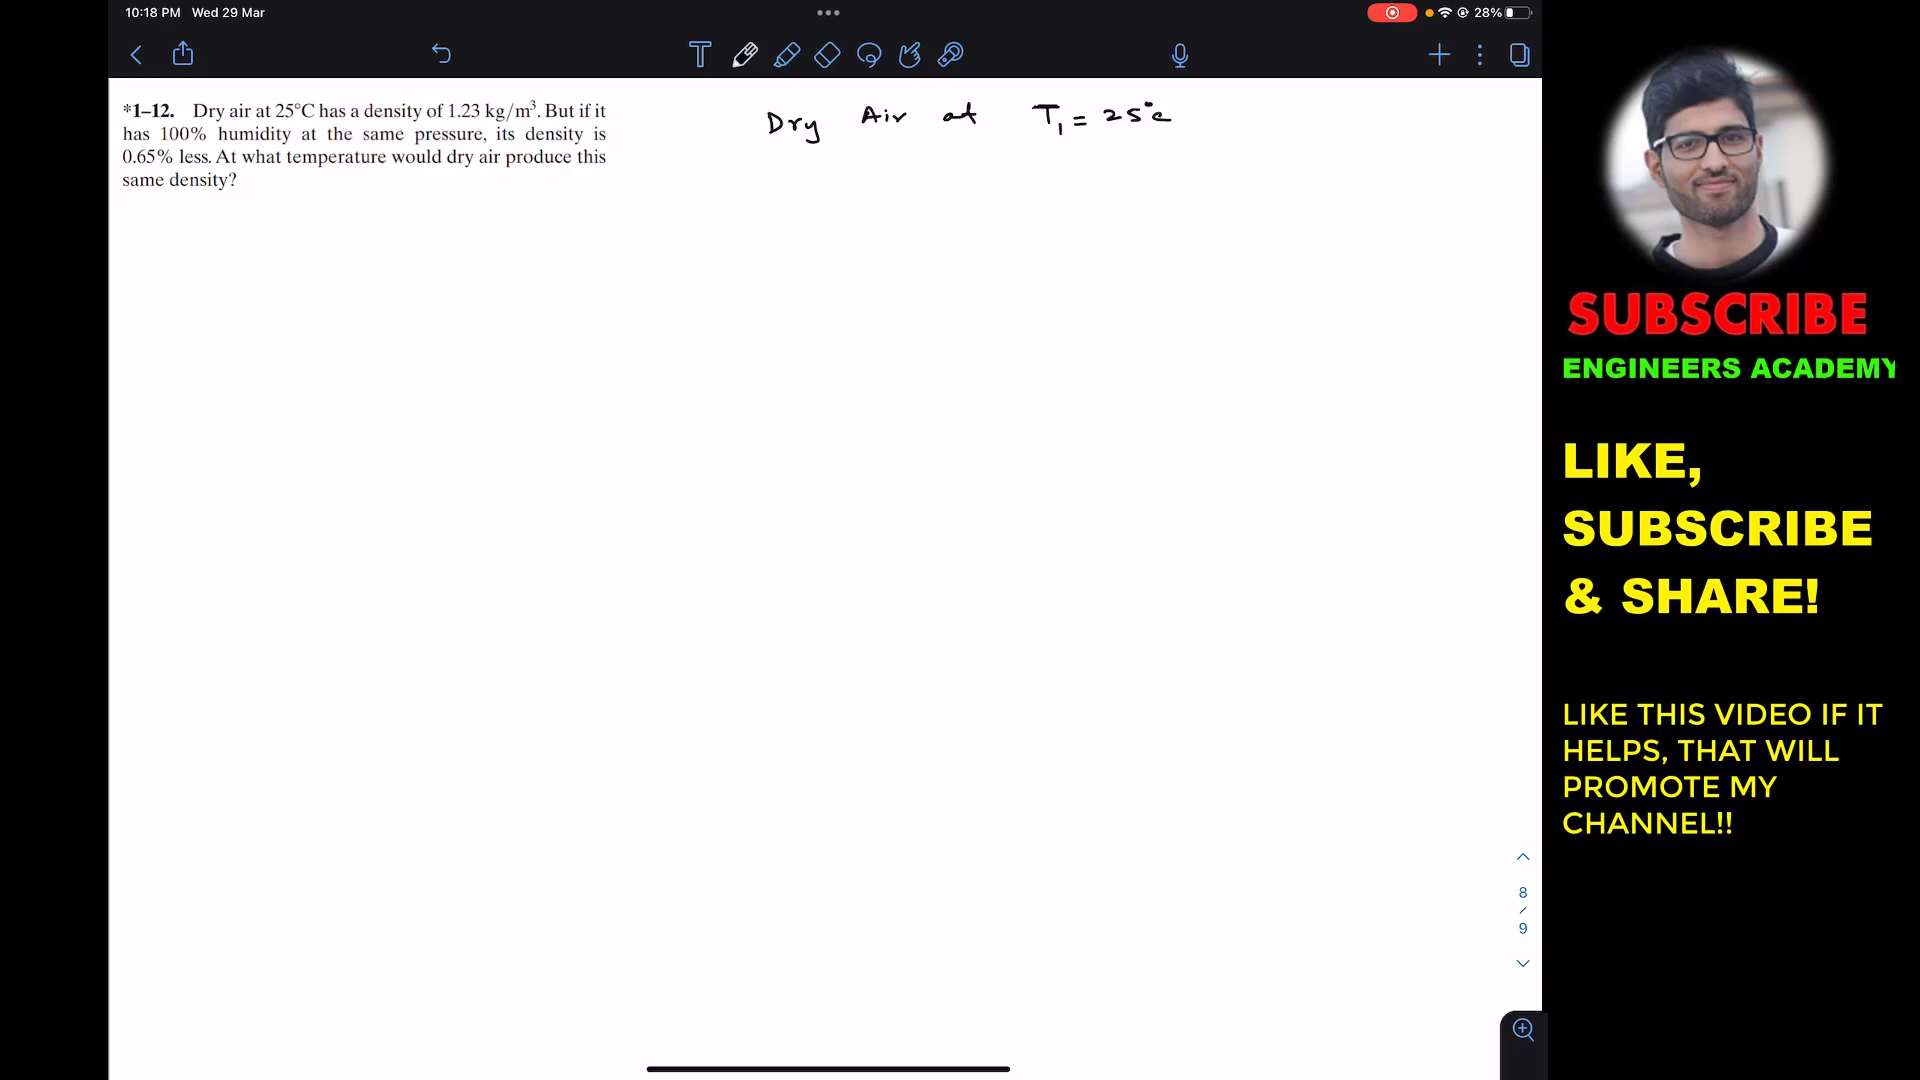 10:18 PM Wed 29 Mar
28%
*1–12. Dry air at 25°C has a density of 1.23 kg/m³. But if it
has 100% humidity at the same pressure, its density is
0.65% less. At what temperature would dry air produce this
same density?
Dry Air at T₁ = 25°C
SUBSCRIBE
ENGINEERS ACADEMY
LIKE,
SUBSCRIBE
& SHARE!
LIKE THIS VIDEO IF IT
HELPS, THAT WILL
PROMOTE MY
CHANNEL!!
8
/
9